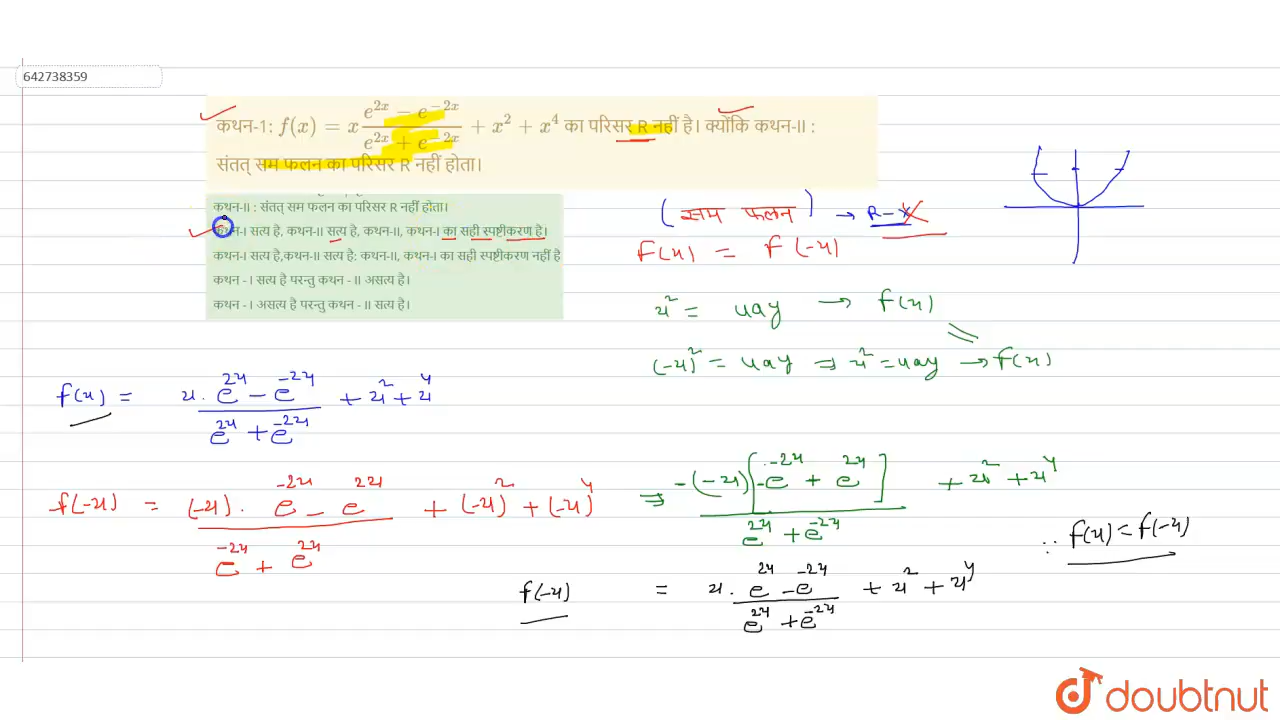 642738359
कथन-1: f(x) = x (e^{2x} − e^{−2x})/(e^{2x} + e^{−2x}) + x^2 + x^4 का परिसर R नहीं है। क्योंकि कथन-II :
संतत् सम फलन का परिसर R नहीं होता।
कथन-II : संतत् सम फलन का परिसर R नहीं होता।
कथन-I सत्य है, कथन-II सत्य है, कथन-II, कथन-I का सही स्पष्टीकरण है।
कथन-I सत्य है,कथन-II सत्य है: कथन-II, कथन-I का सही स्पष्टीकरण नहीं है
कथन - I सत्य है परन्तु कथन - II असत्य है।
कथन - I असत्य है परन्तु कथन - II सत्य है।
(सम फलन) → R – X
f(x) = f(-x)
x^2 = 4ay → f(x)
(-x)^2 = 4ay ⇒ x^2 = 4ay → f(x)
f(x) = x. (e^{2x} − e^{−2x})/(e^{2x} + e^{−2x}) + x^2 + x^4
f(-x) = (-x). (e^{−2x} − e^{2x})/(e^{−2x} + e^{2x}) + (-x)^2 + (-x)^4
⇒ -(-x)[-e^{−2x} + e^{2x}]/(e^{2x} + e^{−2x}) + x^2 + x^4
∵ f(x) = f(-x)
f(-x) = x. (e^{2x} − e^{−2x})/(e^{2x} + e^{−2x}) + x^2 + x^4
doubtnut